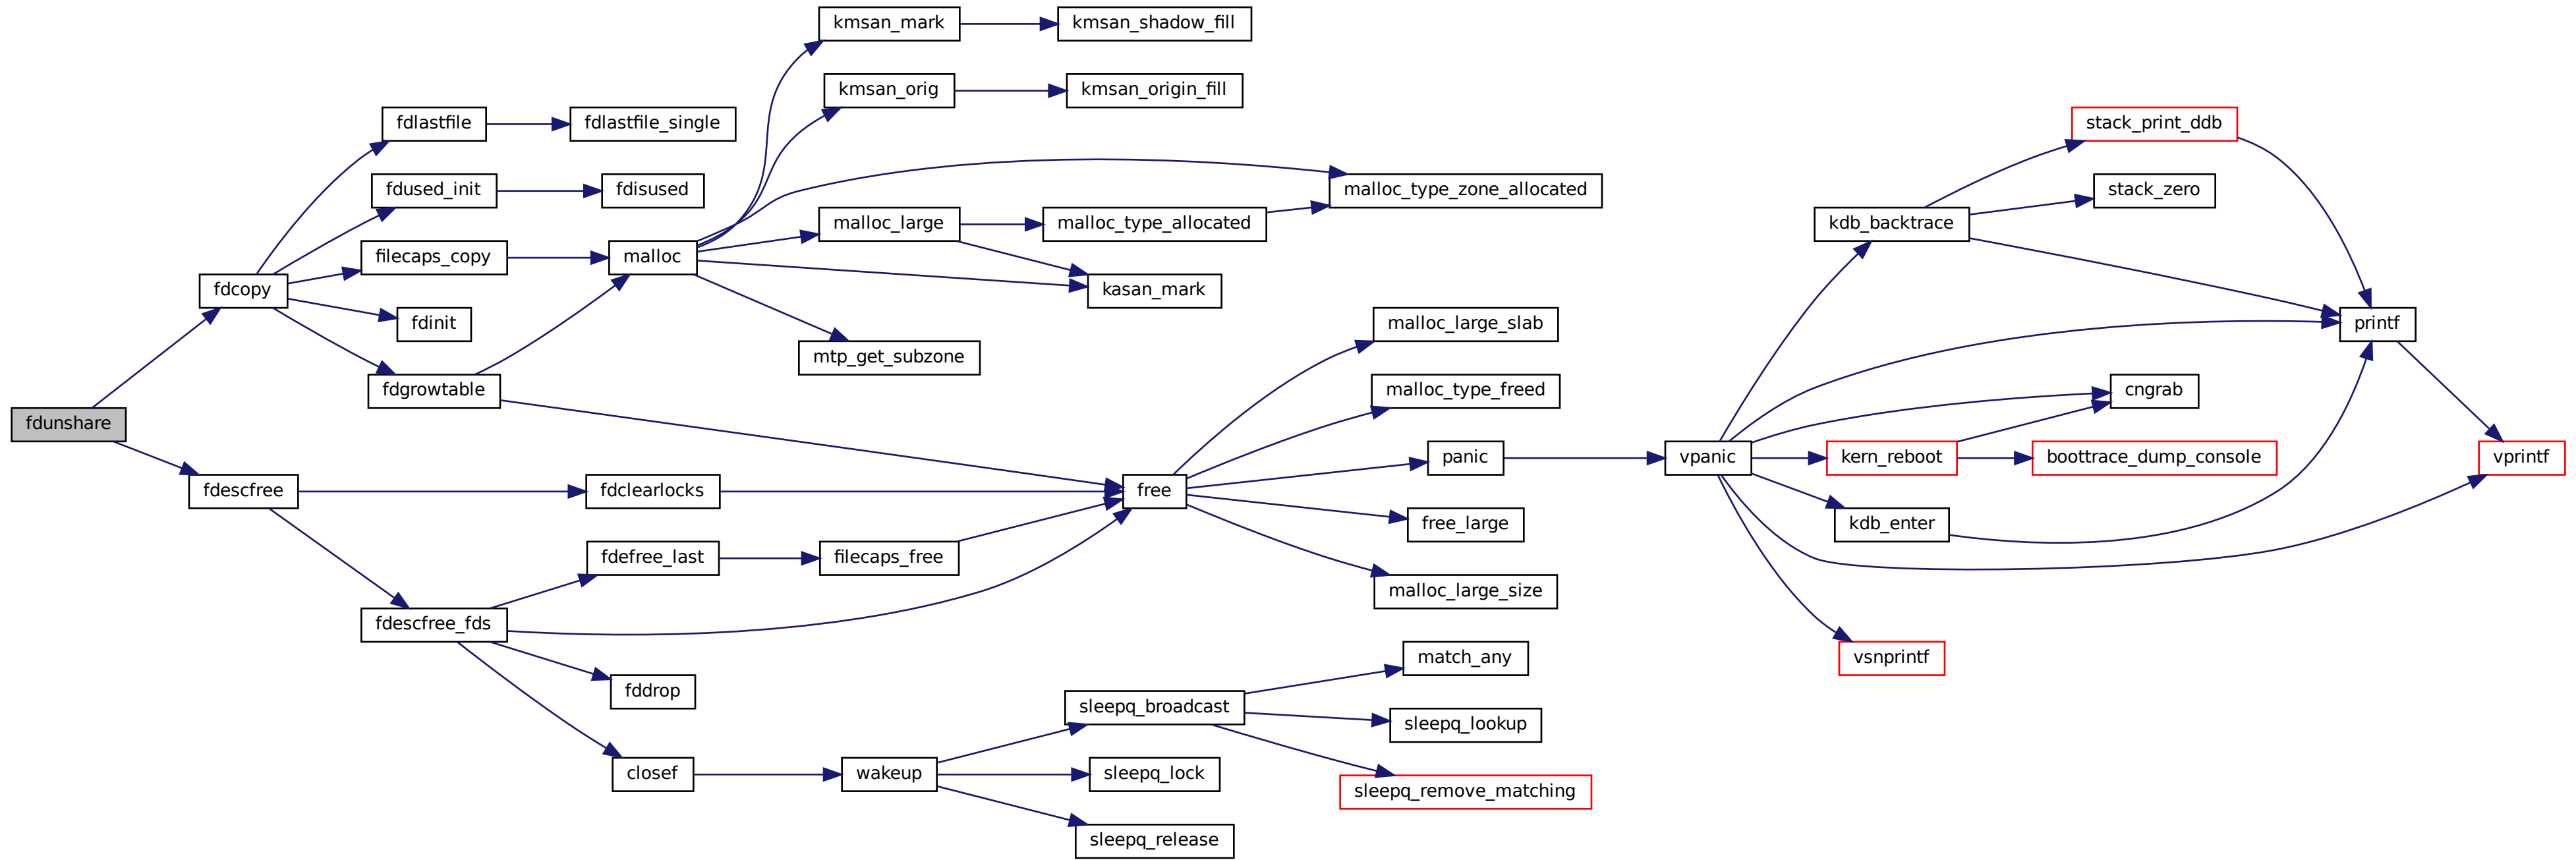 kmsan_mark
kmsan_shadow_fill
kmsan_orig
kmsan_origin_fill
fdlastfile
fdlastfile_single
stack_print_ddb
fdused_init
fdisused
malloc_type_zone_allocated
stack_zero
malloc_large
malloc_type_allocated
kdb_backtrace
filecaps_copy
malloc
fdcopy
kasan_mark
fdinit
malloc_large_slab
printf
mtp_get_subzone
fdgrowtable
malloc_type_freed
cngrab
fdunshare
panic
vpanic
kern_reboot
boottrace_dump_console
vprintf
fdescfree
fdclearlocks
free
free_large
kdb_enter
fdefree_last
filecaps_free
malloc_large_size
fdescfree_fds
match_any
vsnprintf
fddrop
sleepq_broadcast
sleepq_lookup
closef
wakeup
sleepq_lock
sleepq_remove_matching
sleepq_release